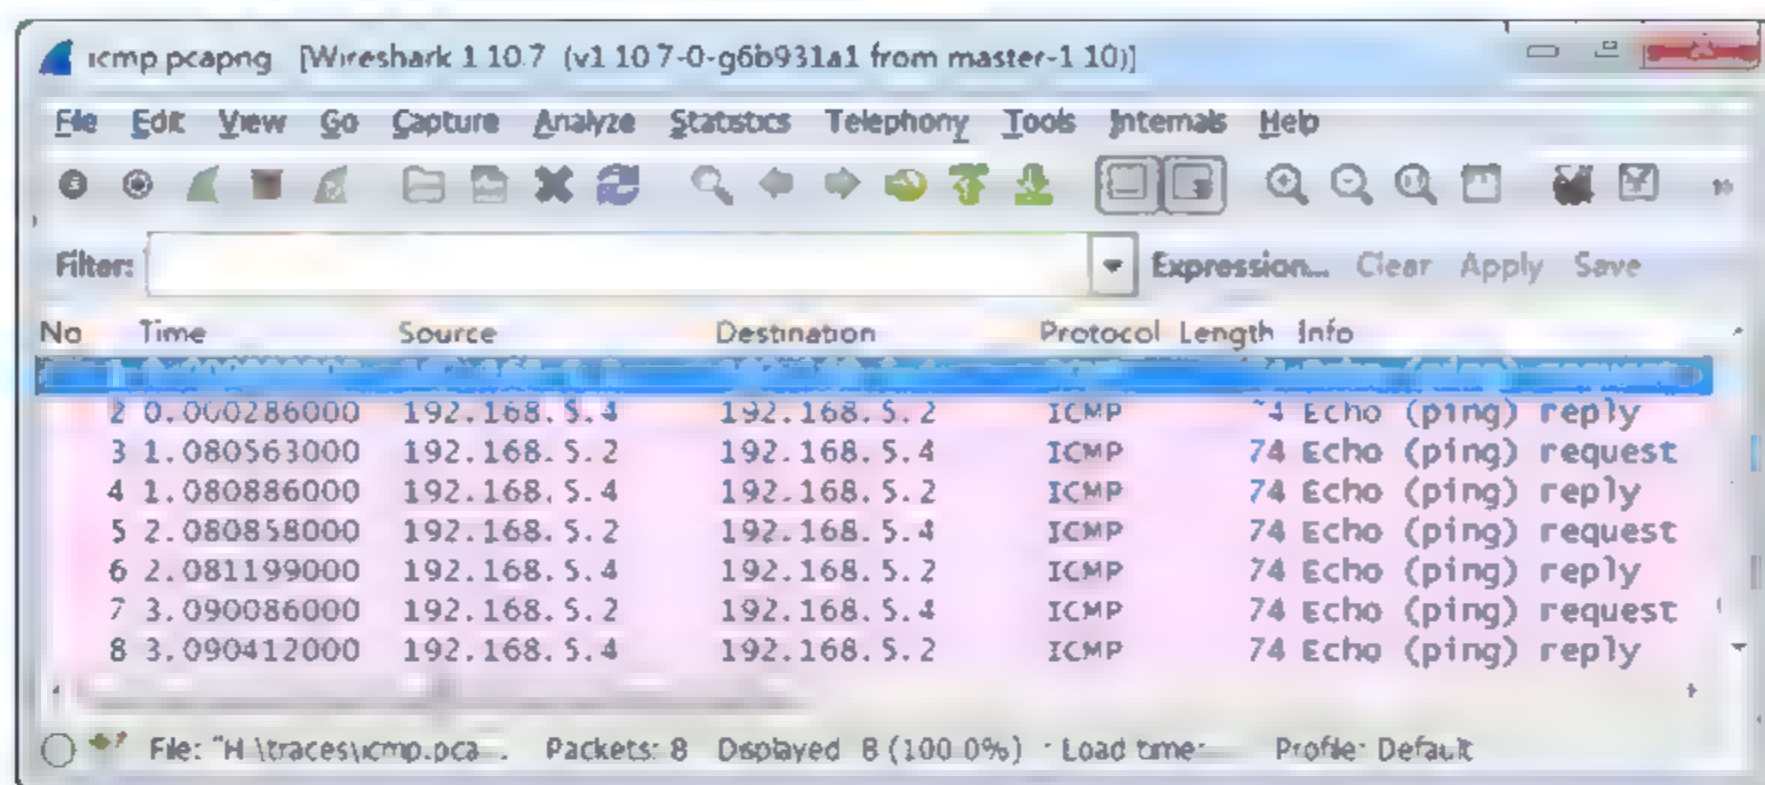 icmp pcapng [Wireshark 1 10.7 (v1 10 7-0-g6b931a1 from master-1 10)]
File Edit View Go Capture Analyze Statistics Telephony Tools Internals Help
Filter: Expression... Clear Apply Save
No Time Source Destination Protocol Length Info
2 0.000286000 192.168.5.4 192.168.5.2 ICMP 74 Echo (ping) reply
3 1.080563000 192.168.5.2 192.168.5.4 ICMP 74 Echo (ping) request
4 1.080886000 192.168.5.4 192.168.5.2 ICMP 74 Echo (ping) reply
5 2.080858000 192.168.5.2 192.168.5.4 ICMP 74 Echo (ping) request
6 2.081199000 192.168.5.4 192.168.5.2 ICMP 74 Echo (ping) reply
7 3.090086000 192.168.5.2 192.168.5.4 ICMP 74 Echo (ping) request
8 3.090412000 192.168.5.4 192.168.5.2 ICMP 74 Echo (ping) reply
File: "H \traces\icmp.pca... Packets: 8 Displayed 8 (100 0%) · Load time: Profile: Default